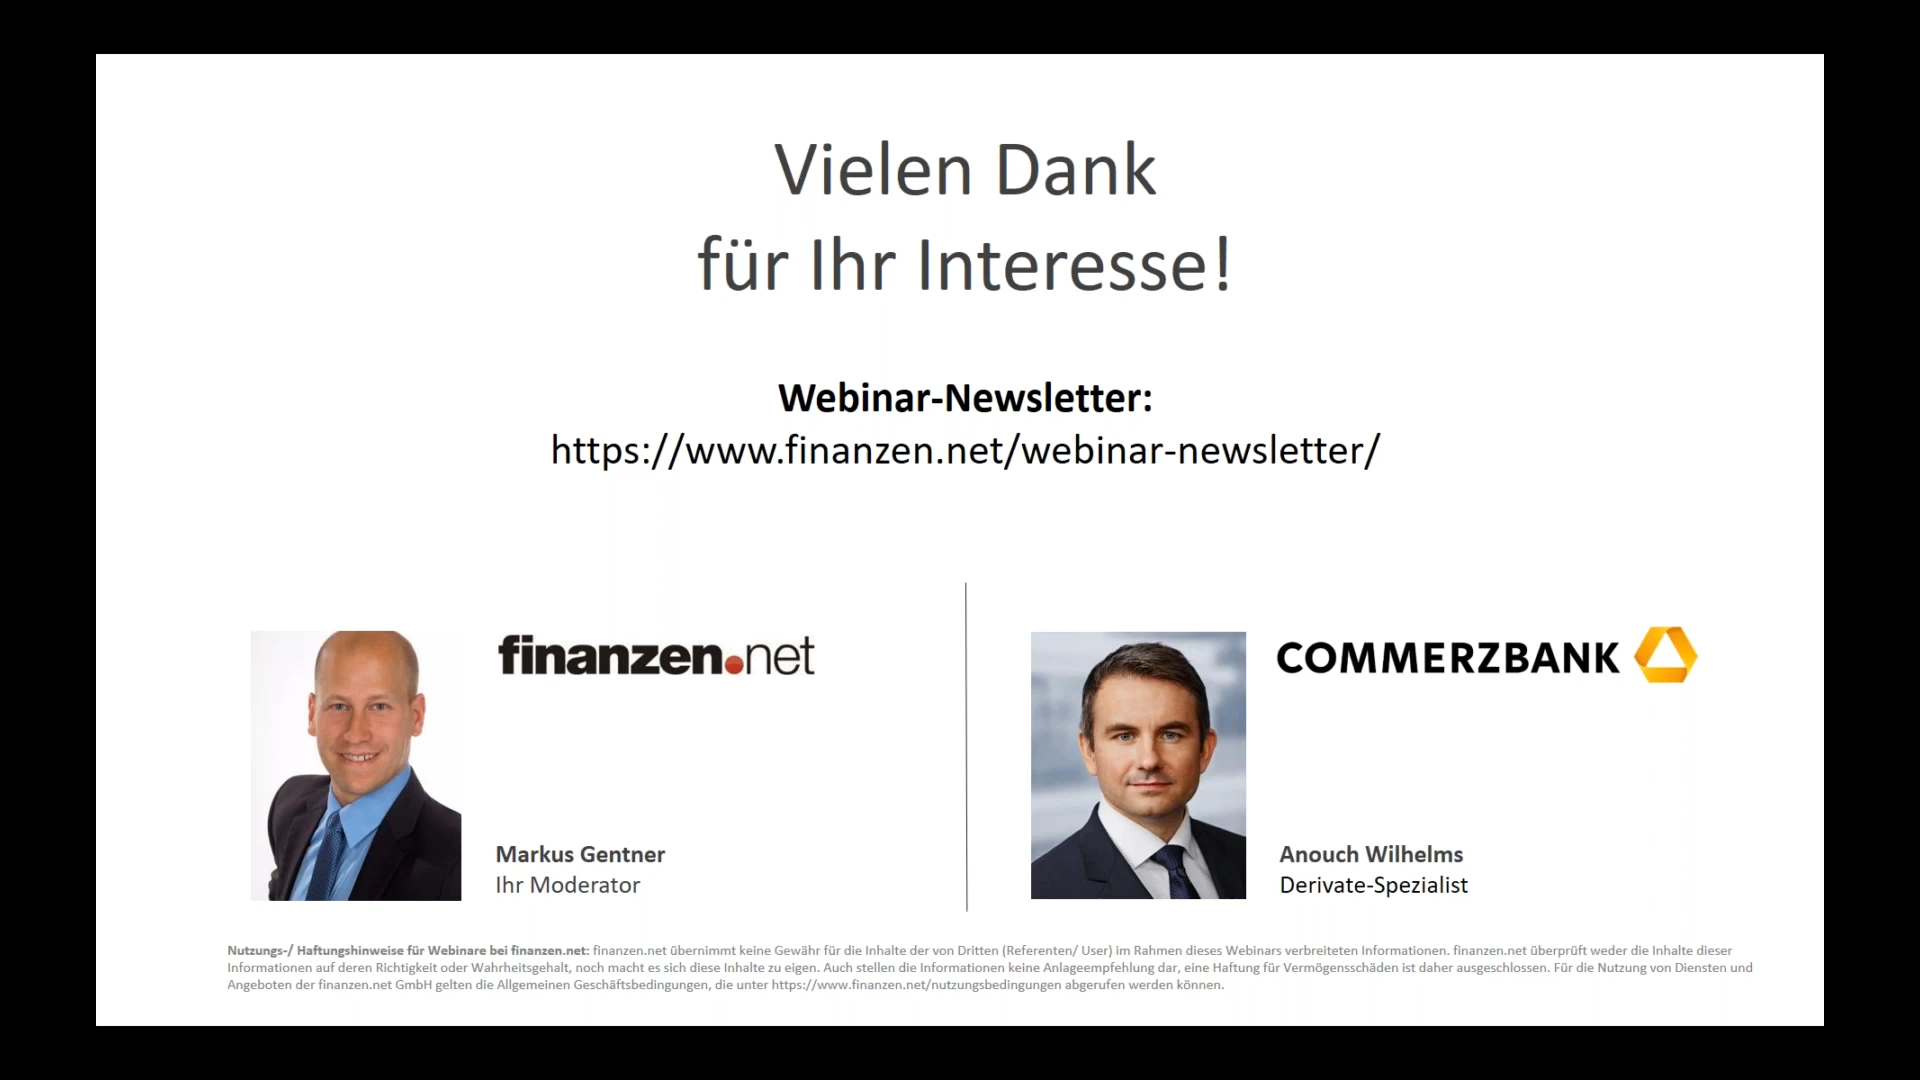 Vielen Dank
für Ihr Interesse!
Webinar-Newsletter:
https://www.finanzen.net/webinar-newsletter/
finanzen.net
Markus Gentner
Ihr Moderator
COMMERZBANK
Anouch Wilhelms
Derivate-Spezialist
Nutzungs-/ Haftungshinweise für Webinare bei finanzen.net: finanzen.net übernimmt keine Gewähr für die Inhalte der von Dritten (Referenten/ User) im Rahmen dieses Webinars verbreiteten Informationen. finanzen.net überprüft weder die Inhalte dieser
Informationen auf deren Richtigkeit oder Wahrheitsgehalt, noch macht es sich diese Inhalte zu eigen. Auch stellen die Informationen keine Anlageempfehlung dar, eine Haftung für Vermögensschäden ist daher ausgeschlossen. Für die Nutzung von Diensten und
Angeboten der finanzen.net GmbH gelten die Allgemeinen Geschäftsbedingungen, die unter https://www.finanzen.net/nutzungsbedingungen abgerufen werden können.